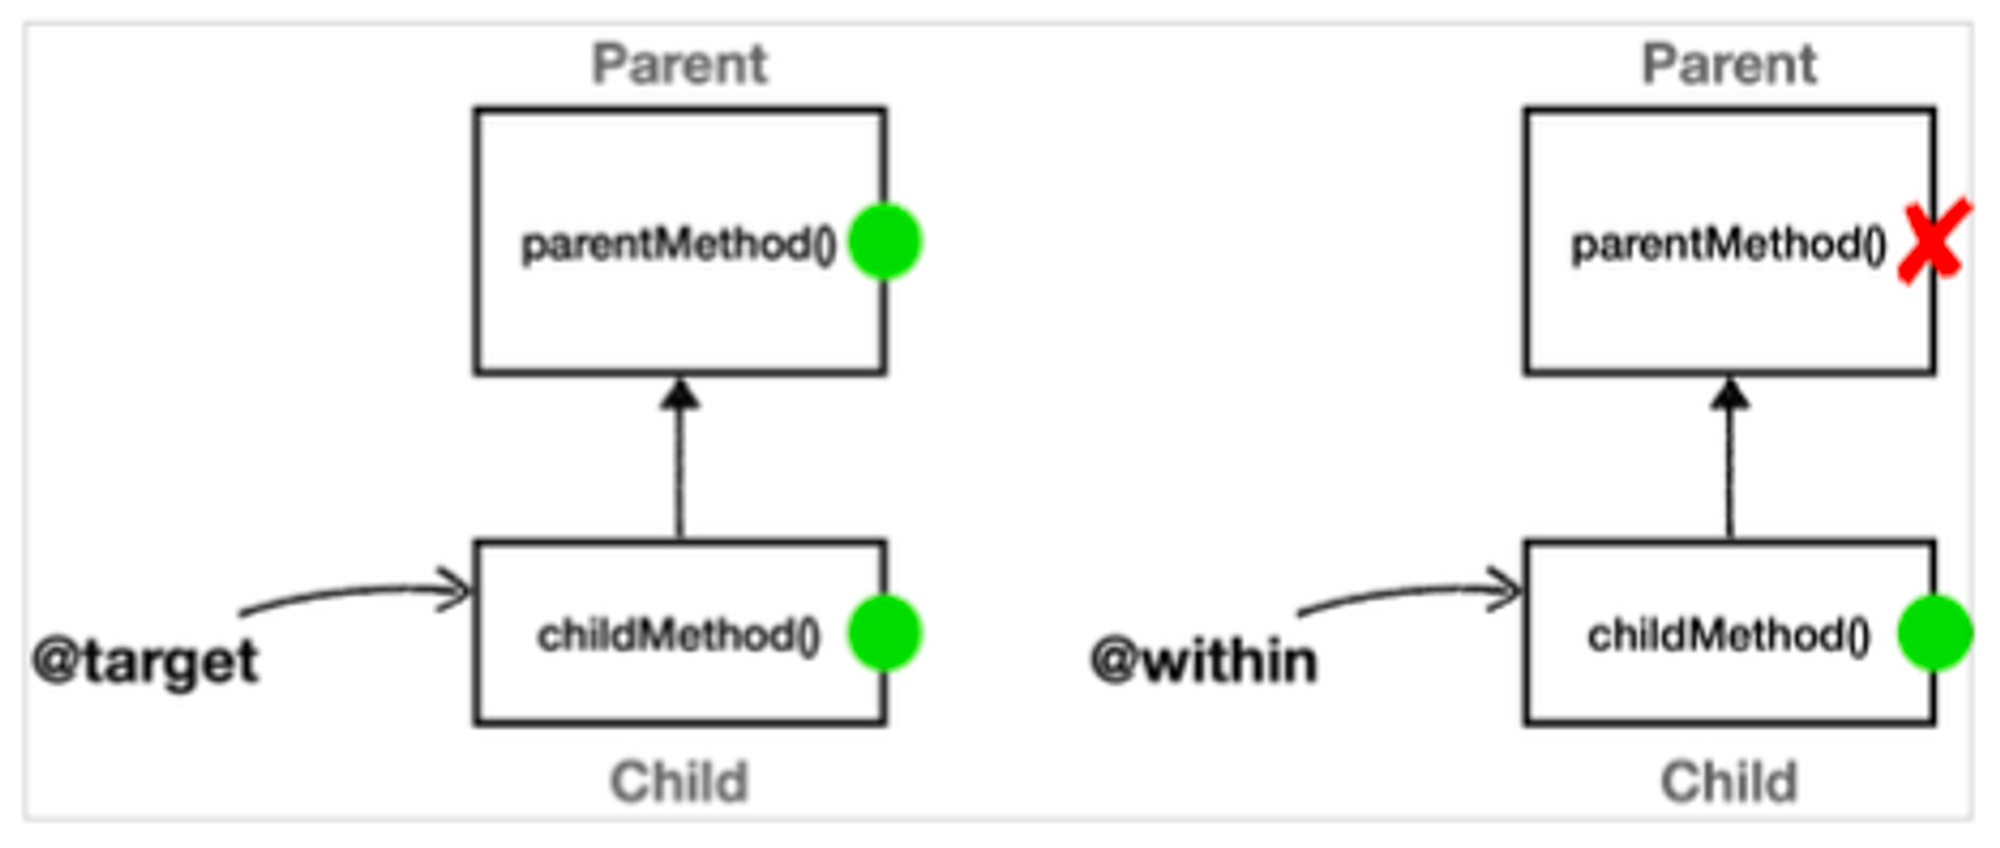 Parent
parentMethod()
@target
childMethod()
Child
Parent
parentMethod()
@within
childMethod()
Child